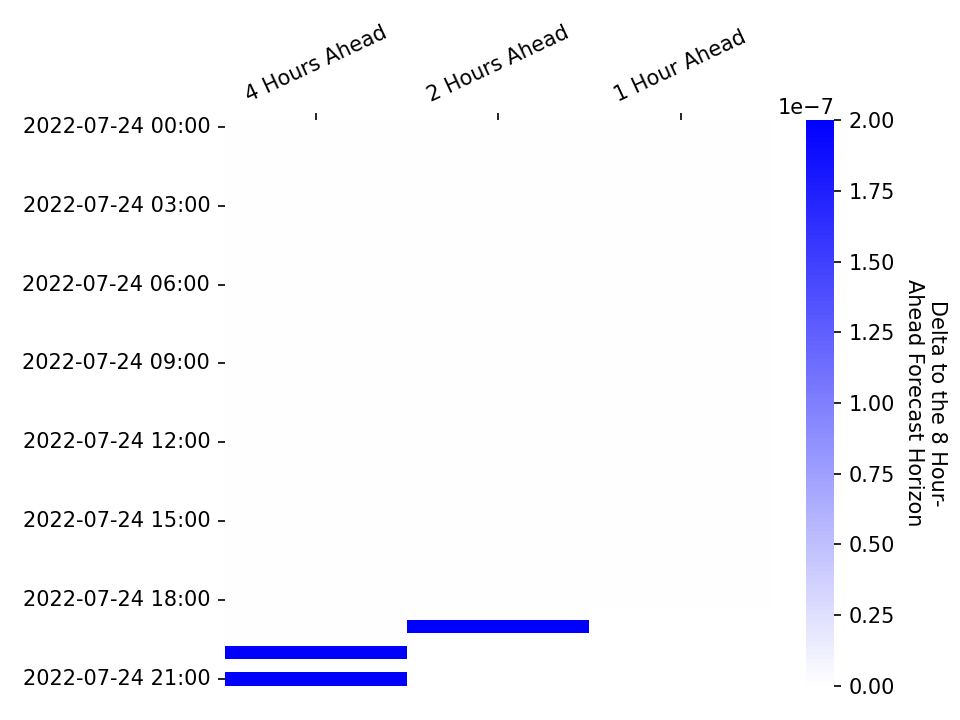 4 Hours Ahead
2 Hours Ahead
1 Hour Ahead
1e−7
2022-07-24 00:00
2022-07-24 03:00
2022-07-24 06:00
2022-07-24 09:00
2022-07-24 12:00
2022-07-24 15:00
2022-07-24 18:00
2022-07-24 21:00
2.00
1.75
1.50
1.25
1.00
0.75
0.50
0.25
0.00
Delta to the 8 Hour-
Ahead Forecast Horizon